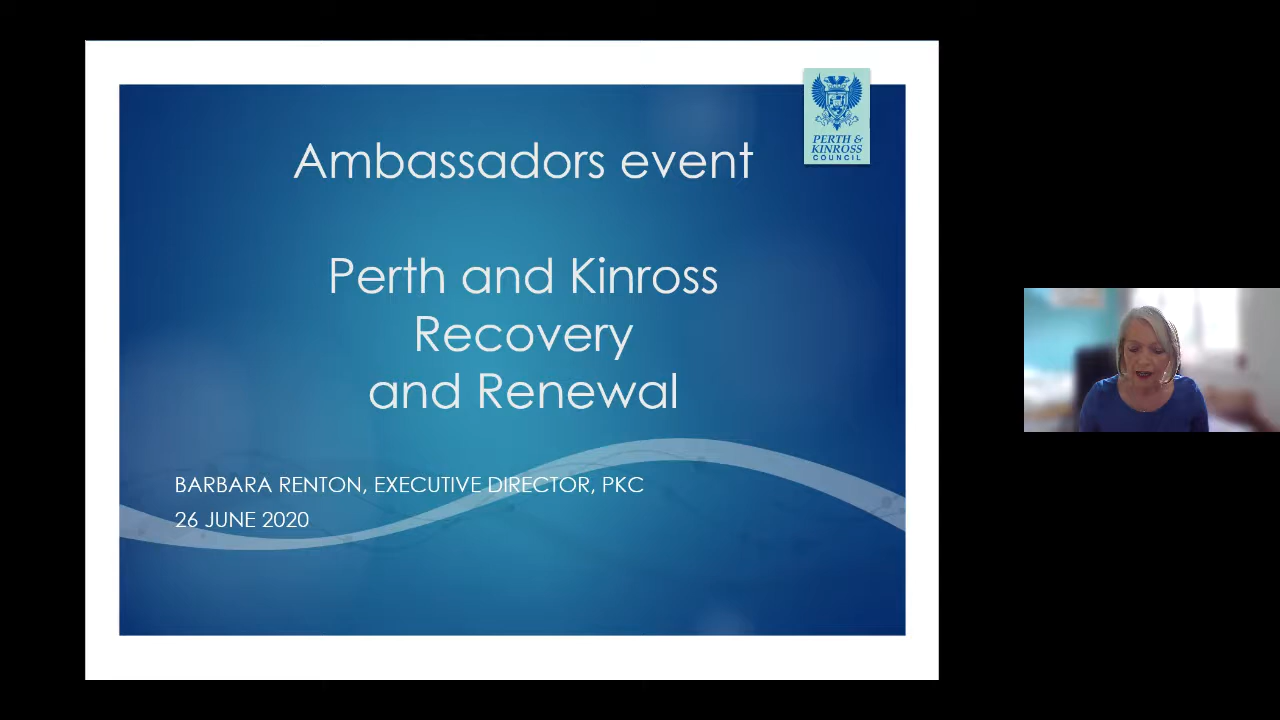 Ambassadors event
PERTH &
KINROSS
COUNCIL
Perth and Kinross
Recovery
and Renewal
BARBARA RENTON, EXECUTIVE DIRECTOR, PKC
26 JUNE 2020